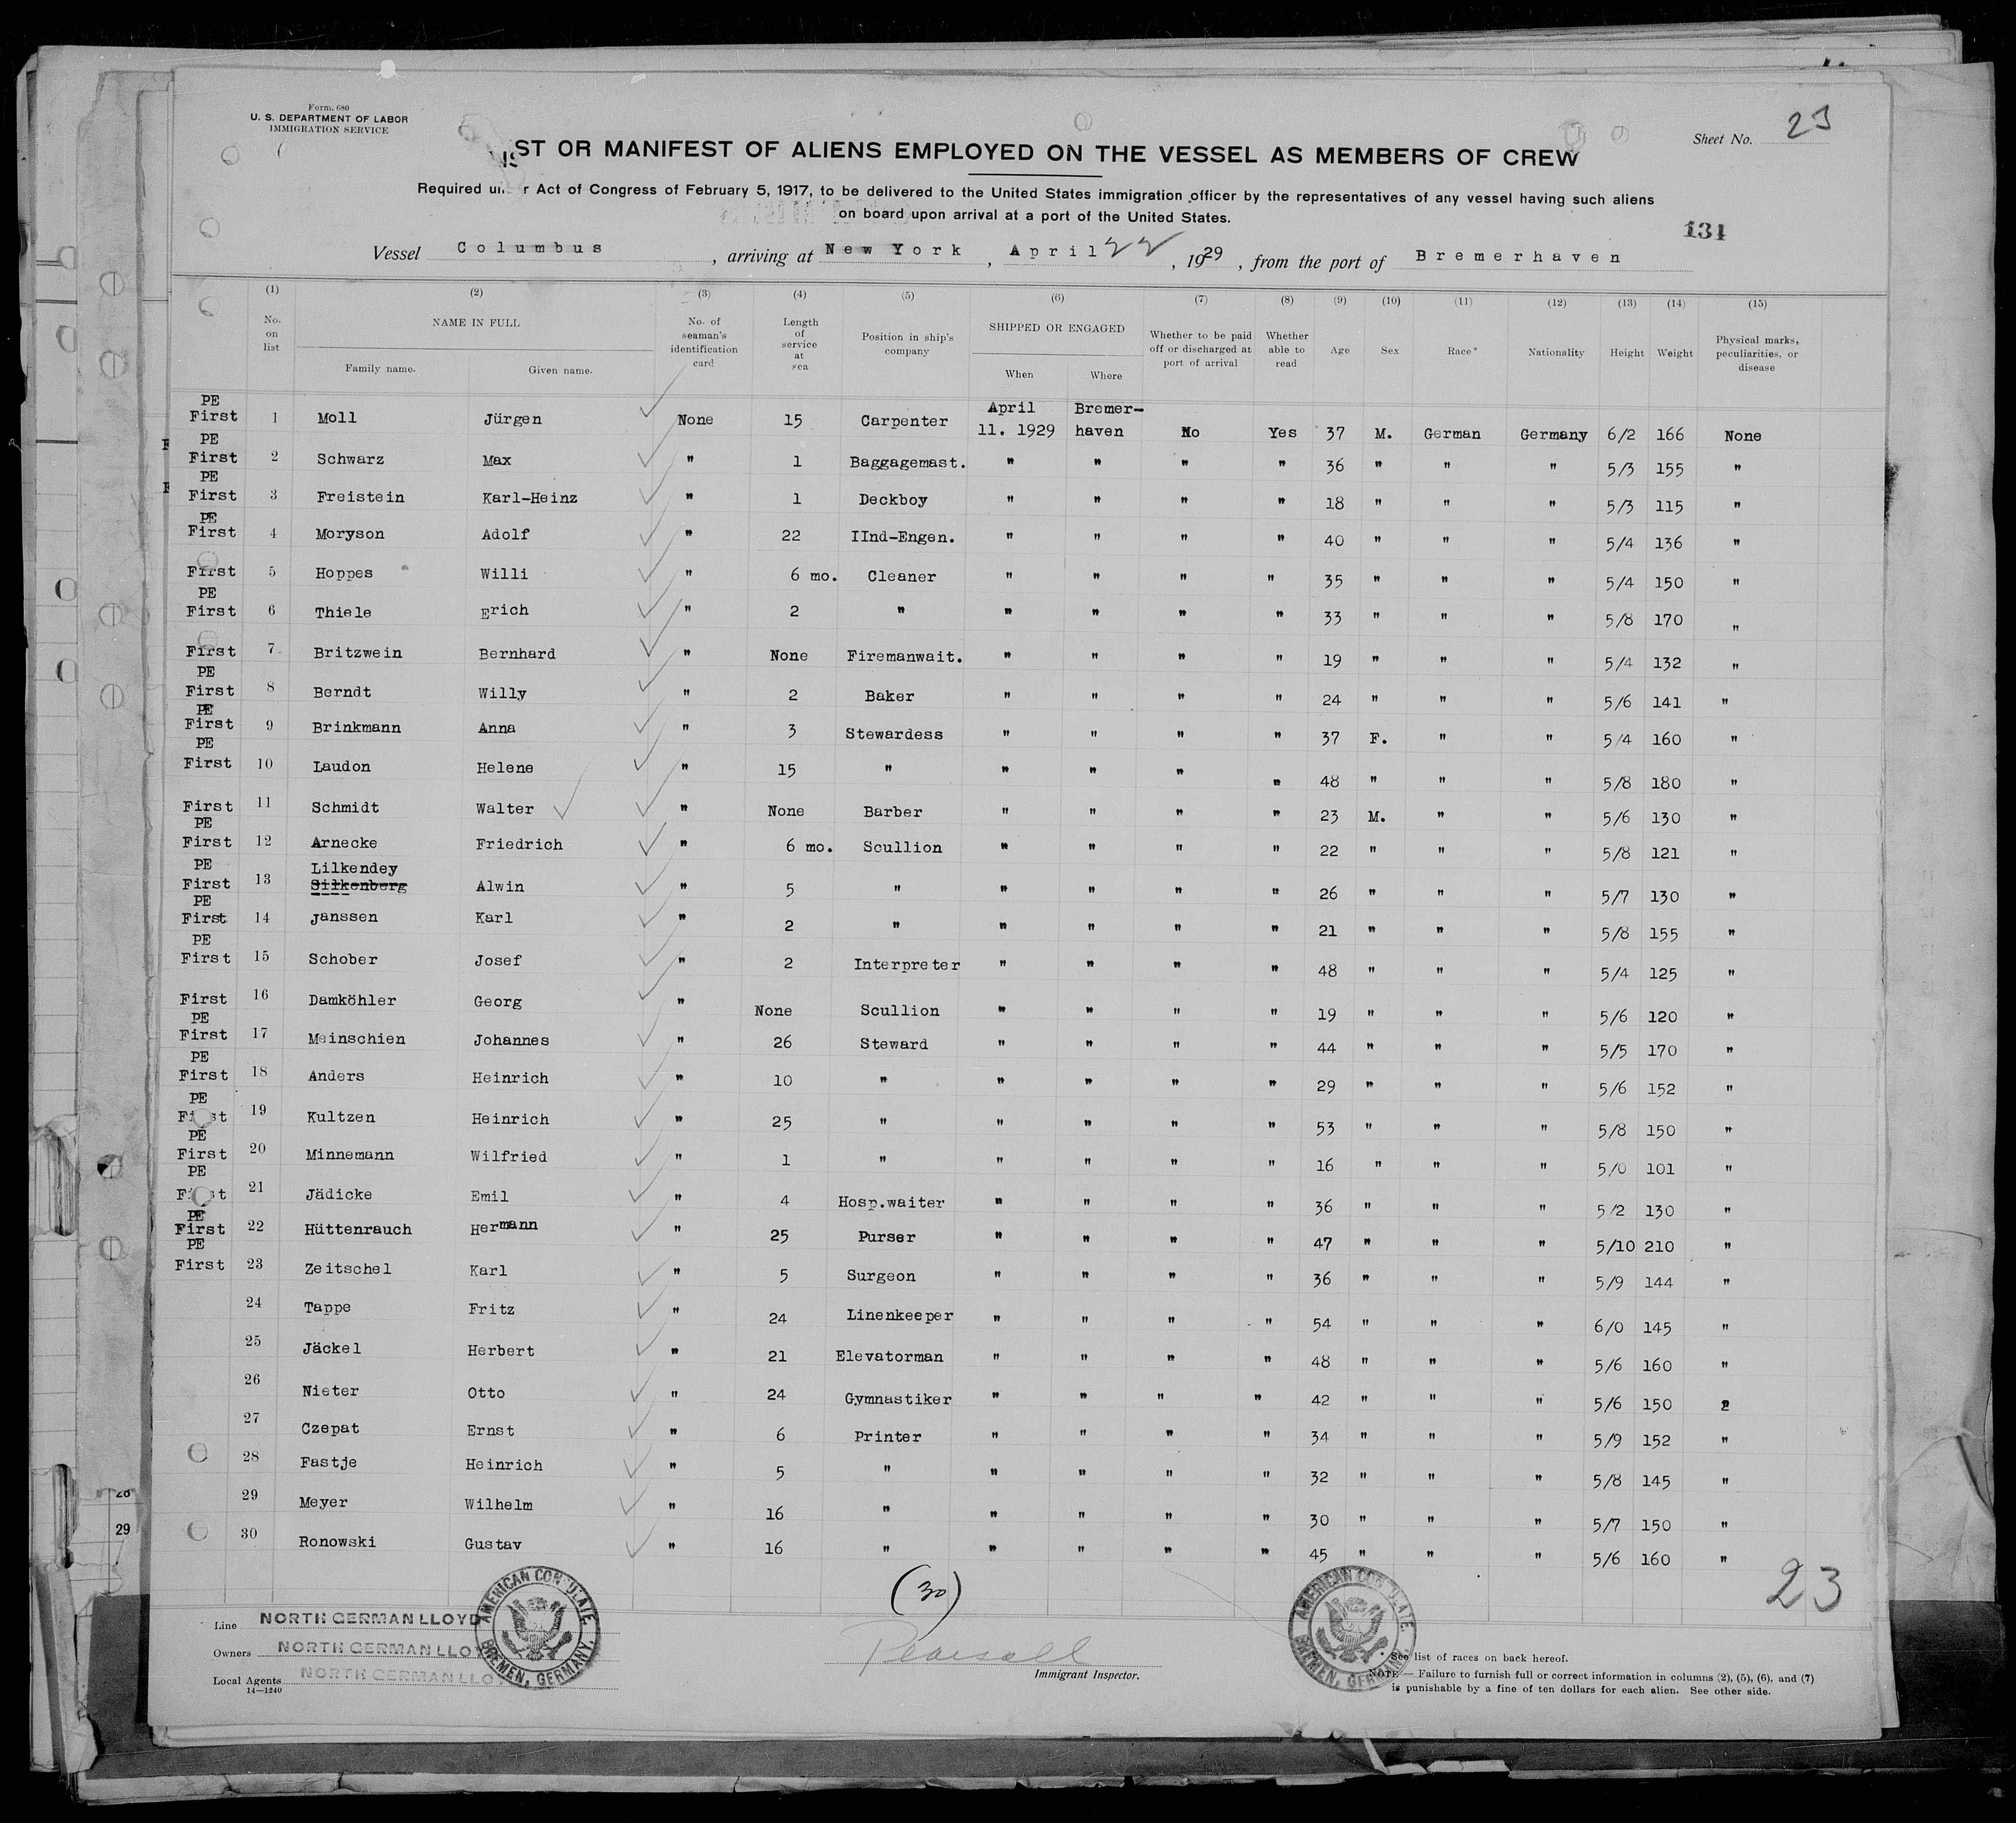 Form. 680
U. S. DEPARTMENT OF LABOR
IMMIGRATION SERVICE
Sheet No. 23
ST OR MANIFEST OF ALIENS EMPLOYED ON THE VESSEL AS MEMBERS OF CREW
Required un r Act of Congress of February 5, 1917, to be delivered to the United States immigration officer by the representatives of any vessel having such aliens
on board upon arrival at a port of the United States.
131
Vessel Columbus , arriving at New York , April 22 , 1929 , from the port of Bremerhaven
(1) (2) (3) (4) (5) (6) (7) (8) (9) (10) (11) (12) (13) (14) (15)
No. on list NAME IN FULL Family name. Given name. No. of seaman's identification card Length of service at sea Position in ship's company SHIPPED OR ENGAGED When Where Whether to be paid off or discharged at port of arrival Whether able to read Age Sex Race* Nationality Height Weight Physical marks, peculiarities, or disease
PE First 1 Moll Jürgen None 15 Carpenter April 11. 1929 Bremer-haven No Yes 37 M. German Germany 6/2 166 None
PE First 2 Schwarz Max " 1 Baggagemast. " " " " 36 " " " 5/3 155 "
PE First 3 Freistein Karl-Heinz " 1 Deckboy " " " " 18 " " " 5/3 115 "
PE First 4 Moryson Adolf " 22 IInd-Engen. " " " " 40 " " " 5/4 136 "
First 5 Hoppes Willi " 6 mo. Cleaner " " " " 35 " " " 5/4 150 "
PE First 6 Thiele Erich " 2 " " " " " 33 " " " 5/8 170 "
First 7 Britzwein Bernhard " None Firemanwait. " " " " 19 " " " 5/4 132 "
PE First 8 Berndt Willy " 2 Baker " " " " 24 " " " 5/6 141 "
PE First 9 Brinkmann Anna " 3 Stewardess " " " " 37 F. " " 5/4 160 "
PE First 10 Laudon Helene " 15 " " " " " 48 " " " 5/8 180 "
First 11 Schmidt Walter " None Barber " " " " 23 M. " " 5/6 130 "
PE First 12 Arnecke Friedrich " 6 mo. Scullion " " " " 22 " " " 5/8 121 "
PE First 13 Lilkendey Silkenberg Alwin " 5 " " " " " 26 " " " 5/7 130 "
PE First 14 Janssen Karl " 2 " " " " " 21 " " " 5/8 155 "
PE First 15 Schober Josef " 2 Interpreter " " " " 48 " " " 5/4 125 "
First 16 Damköhler Georg " None Scullion " " " " 19 " " " 5/6 120 "
PE First 17 Meinschien Johannes " 26 Steward " " " " 44 " " " 5/5 170 "
PE First 18 Anders Heinrich " 10 " " " " " 29 " " " 5/6 152 "
PE First 19 Kultzen Heinrich " 25 " " " " " 53 " " " 5/8 150 "
PE First 20 Minnemann Wilfried " 1 " " " " " 16 " " " 5/0 101 "
PE First 21 Jädicke Emil " 4 Hosp.waiter " " " " 36 " " " 5/2 130 "
PE First 22 Hüttenrauch Hermann " 25 Purser " " " " 47 " " " 5/10 210 "
PE First 23 Zeitschel Karl " 5 Surgeon " " " " 36 " " " 5/9 144 "
24 Tappe Fritz " 24 Linenkeeper " " " " 54 " " " 6/0 145 "
25 Jäckel Herbert " 21 Elevatorman " " " " 48 " " " 5/6 160 "
26 Nieter Otto " 24 Gymnastiker " " " " 42 " " " 5/6 150 2
27 Czepat Ernst " 6 Printer " " " " 34 " " " 5/9 152 "
28 Fastje Heinrich " 5 " " " " " 32 " " " 5/8 145 "
29 Meyer Wilhelm " 16 " " " " " 30 " " " 5/7 150 "
30 Ronowski Gustav " 16 " " " " " 45 " " " 5/6 160 "
28
29
(30)
23
Line NORTH GERMAN LLOYD
Owners NORTH GERMAN LLOY
Local Agents NORTH GERMAN LLO
14—1240
AMERICAN CONSULATE. BREMEN, GERMANY.
Pearsall
Immigrant Inspector.
AMERICAN CONSULATE. BREMEN, GERMANY.
* See list of races on back hereof.
NOTE.—Failure to furnish full or correct information in columns (2), (5), (6), and (7)
is punishable by a fine of ten dollars for each alien. See other side.